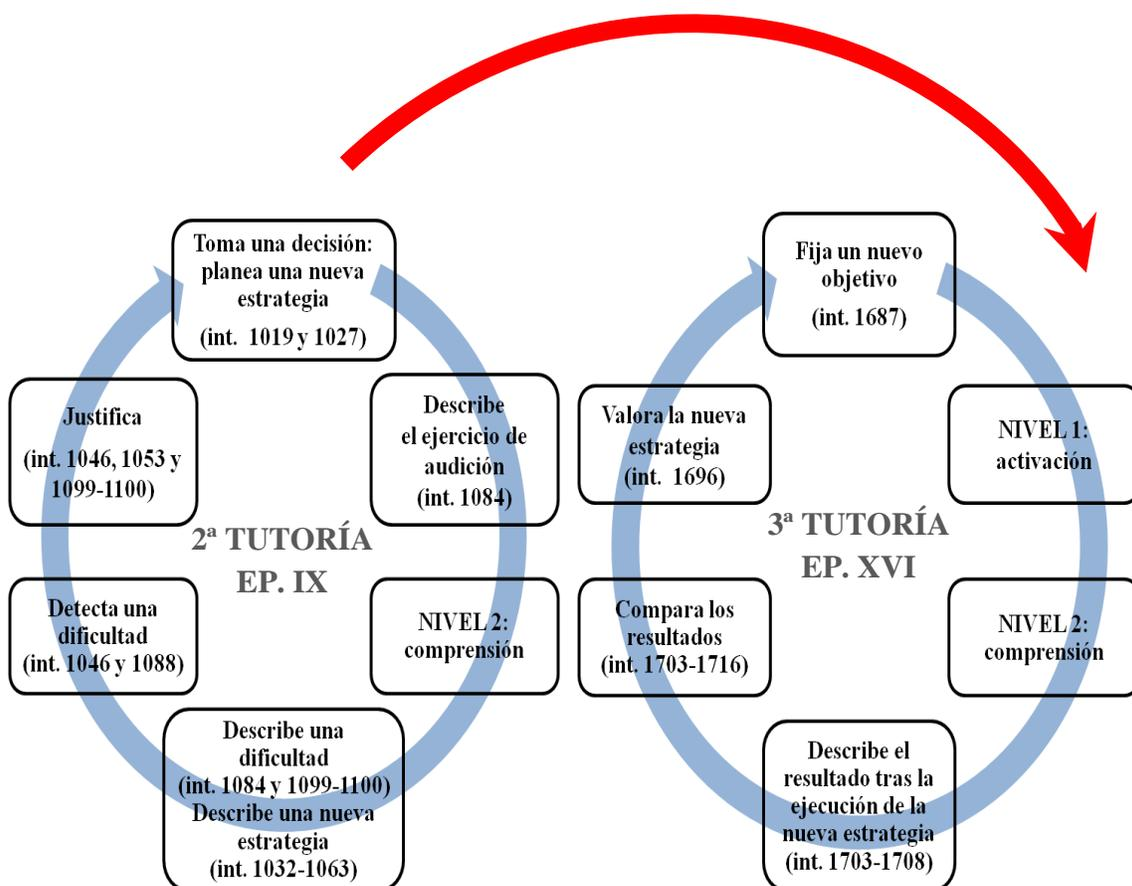 Toma una decisión:
planea una nueva
estrategia
(int. 1019 y 1027)
Describe
el ejercicio de
audición
(int. 1084)
NIVEL 2:
comprensión
Describe una
dificultad
(int. 1084 y 1099-1100)
Describe una nueva
estrategia
(int. 1032-1063)
Detecta una
dificultad
(int. 1046 y 1088)
Justifica
(int. 1046, 1053 y
1099-1100)
2ª TUTORÍA
EP. IX
Fija un nuevo
objetivo
(int. 1687)
NIVEL 1:
activación
NIVEL 2:
comprensión
Describe el
resultado tras la
ejecución de la
nueva estrategia
(int. 1703-1708)
Compara los
resultados
(int. 1703-1716)
Valora la nueva
estrategia
(int. 1696)
3ª TUTORÍA
EP. XVI